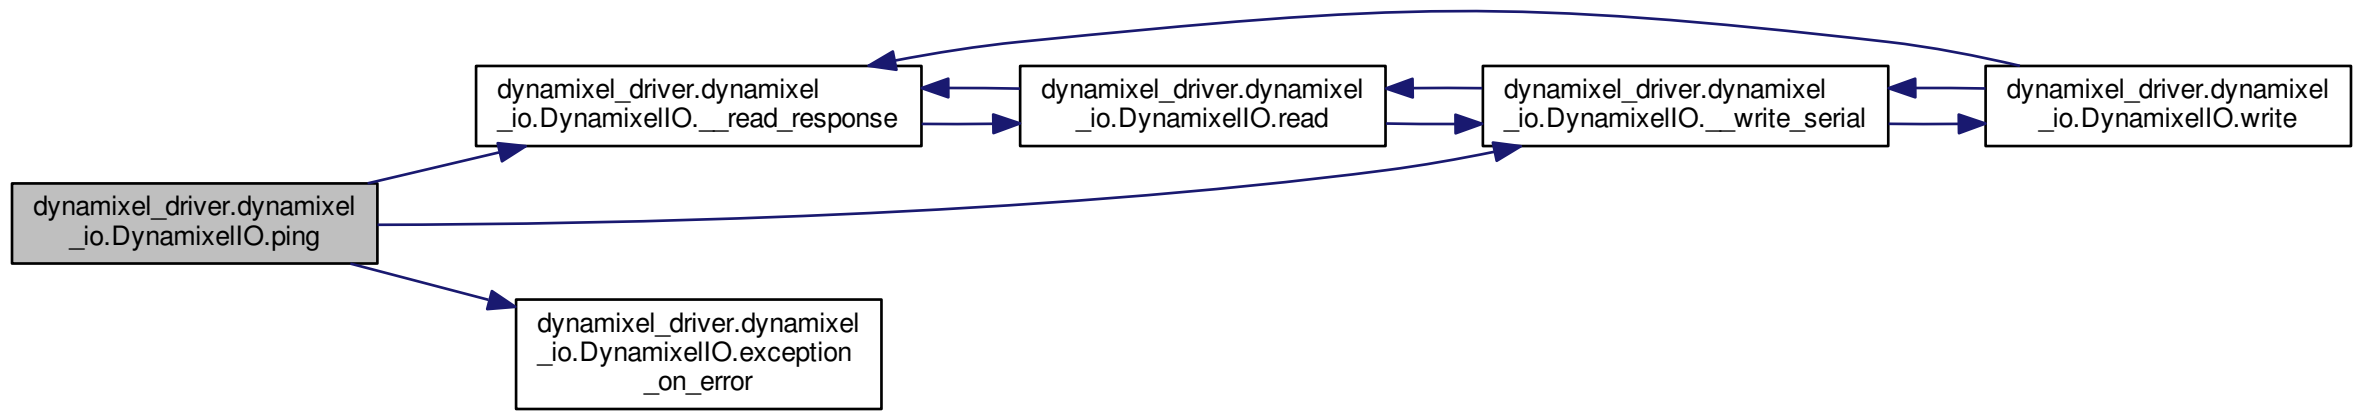 dynamixel_driver.dynamixel
_io.DynamixelIO.__read_response
dynamixel_driver.dynamixel
_io.DynamixelIO.read
dynamixel_driver.dynamixel
_io.DynamixelIO.__write_serial
dynamixel_driver.dynamixel
_io.DynamixelIO.write
dynamixel_driver.dynamixel
_io.DynamixelIO.ping
dynamixel_driver.dynamixel
_io.DynamixelIO.exception
_on_error